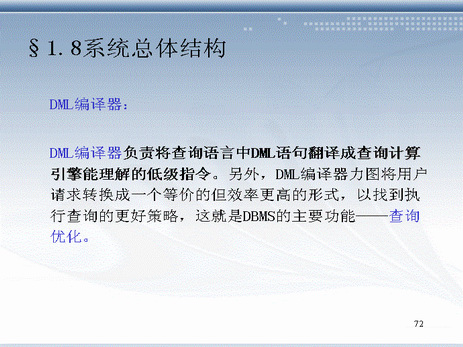 §1.8系统总体结构
DML编译器：
DML编译器负责将查询语言中DML语句翻译成查询计算
引擎能理解的低级指令。另外，DML编译器力图将用户
请求转换成一个等价的但效率更高的形式，以找到执
行查询的更好策略，这就是DBMS的主要功能——查询
优化。
72